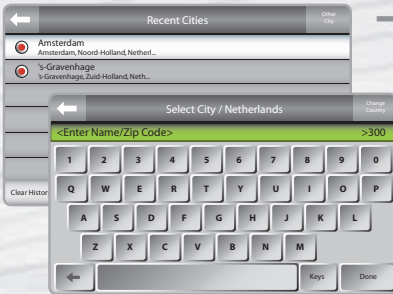 Recent Cities
Other
City
Amsterdam
Amsterdam, Noord-Holland, Netherl...
's-Gravenhage
's-Gravenhage, Zuid-Holland, Neth...
Clear Histor
Select City / Netherlands
Change
Country
<Enter Name/Zip Code> >300
1 2 3 4 5 6 7 8 9 0
Q W E R T Y U I O P
A S D F G H J K L
Z X C V B N M
Keys Done